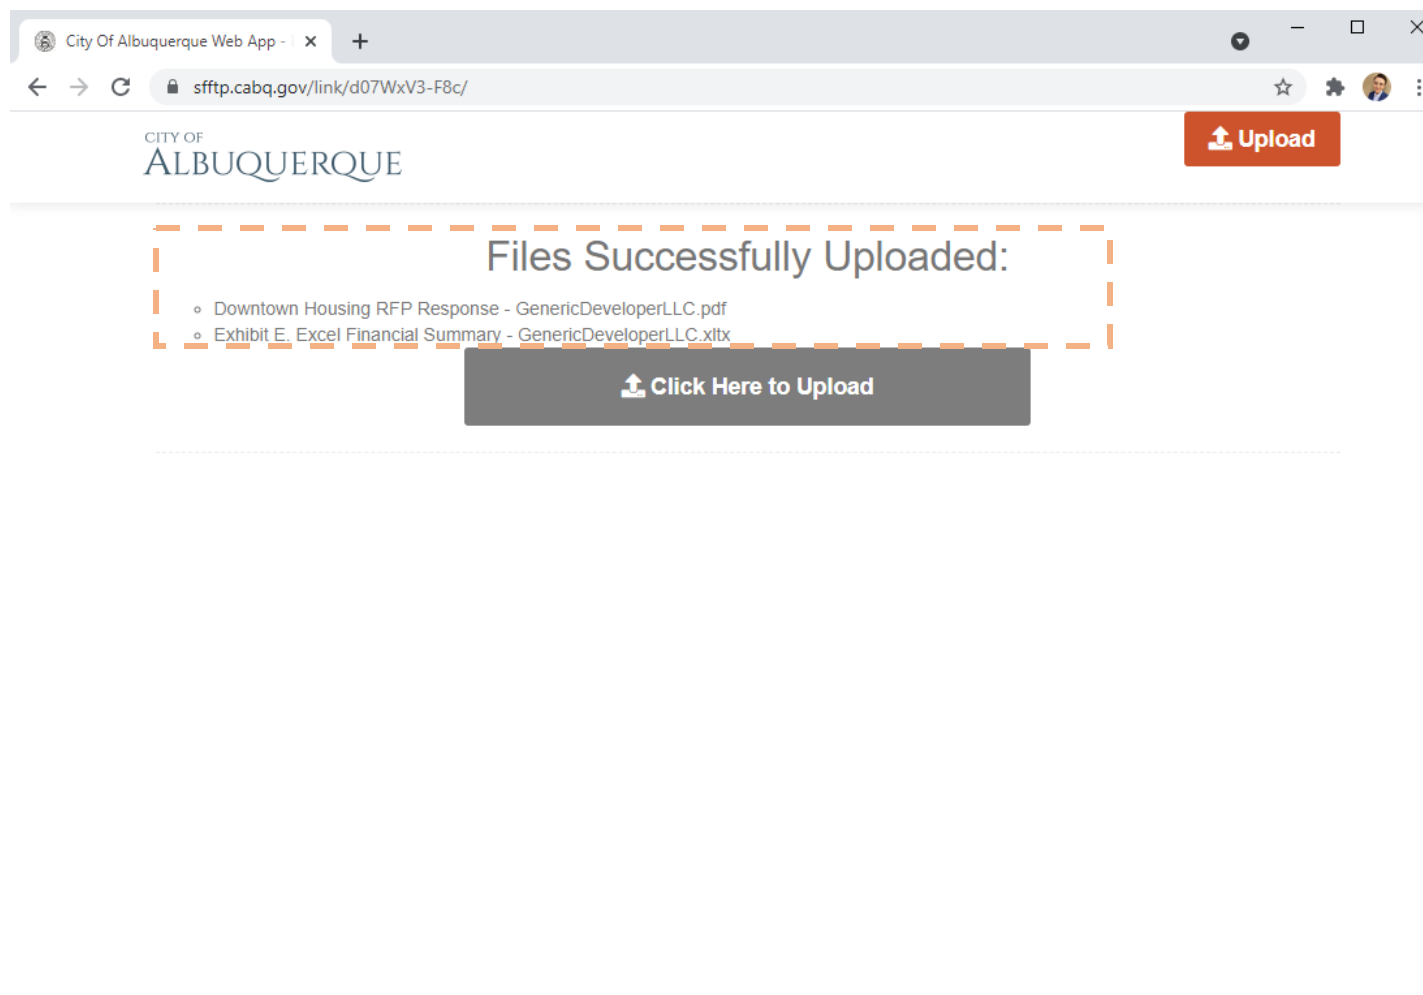 City Of Albuquerque Web App -
sfftp.cabq.gov/link/d07WxV3-F8c/
CITY OF
ALBUQUERQUE
Upload
Files Successfully Uploaded:
Downtown Housing RFP Response - GenericDeveloperLLC.pdf
Exhibit E. Excel Financial Summary - GenericDeveloperLLC.xltx
Click Here to Upload